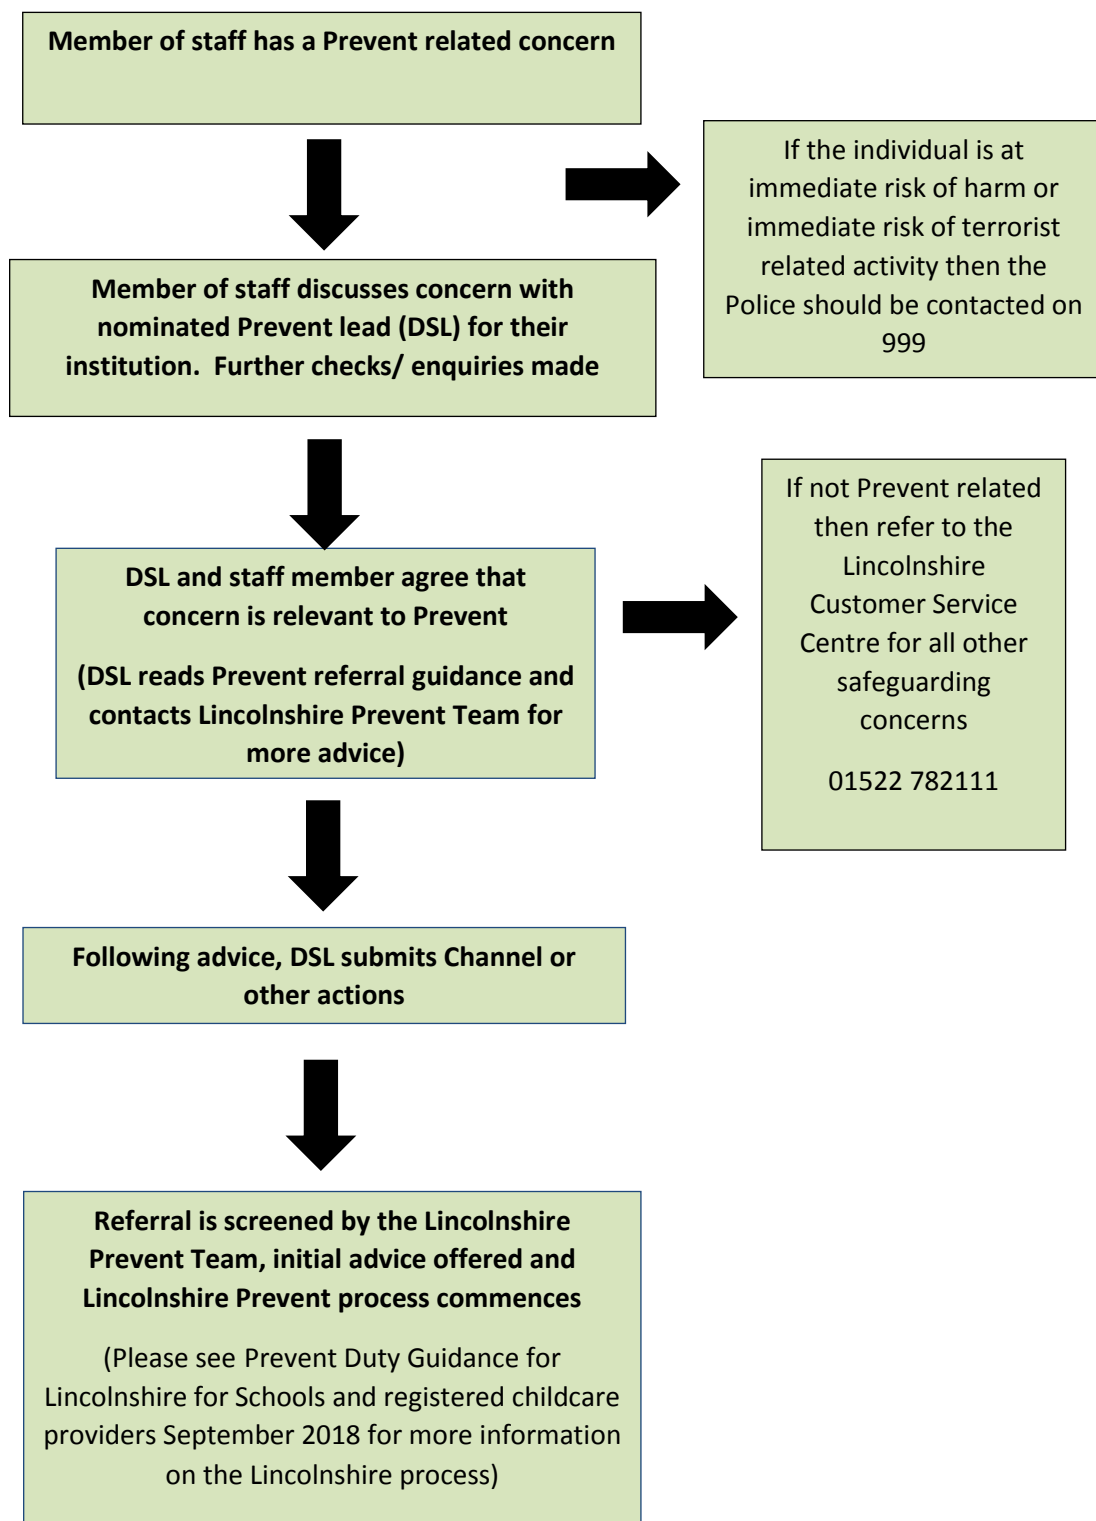 Member of staff has a Prevent related concern
If the individual is at
immediate risk of harm or
immediate risk of terrorist
related activity then the
Police should be contacted on
999
Member of staff discusses concern with
nominated Prevent lead (DSL) for their
institution.  Further checks/ enquiries made
DSL and staff member agree that
concern is relevant to Prevent
(DSL reads Prevent referral guidance and
contacts Lincolnshire Prevent Team for
more advice)
If not Prevent related
then refer to the
Lincolnshire
Customer Service
Centre for all other
safeguarding
concerns
01522 782111
Following advice, DSL submits Channel or
other actions
Referral is screened by the Lincolnshire
Prevent Team, initial advice offered and
Lincolnshire Prevent process commences
(Please see Prevent Duty Guidance for
Lincolnshire for Schools and registered childcare
providers September 2018 for more information
on the Lincolnshire process)